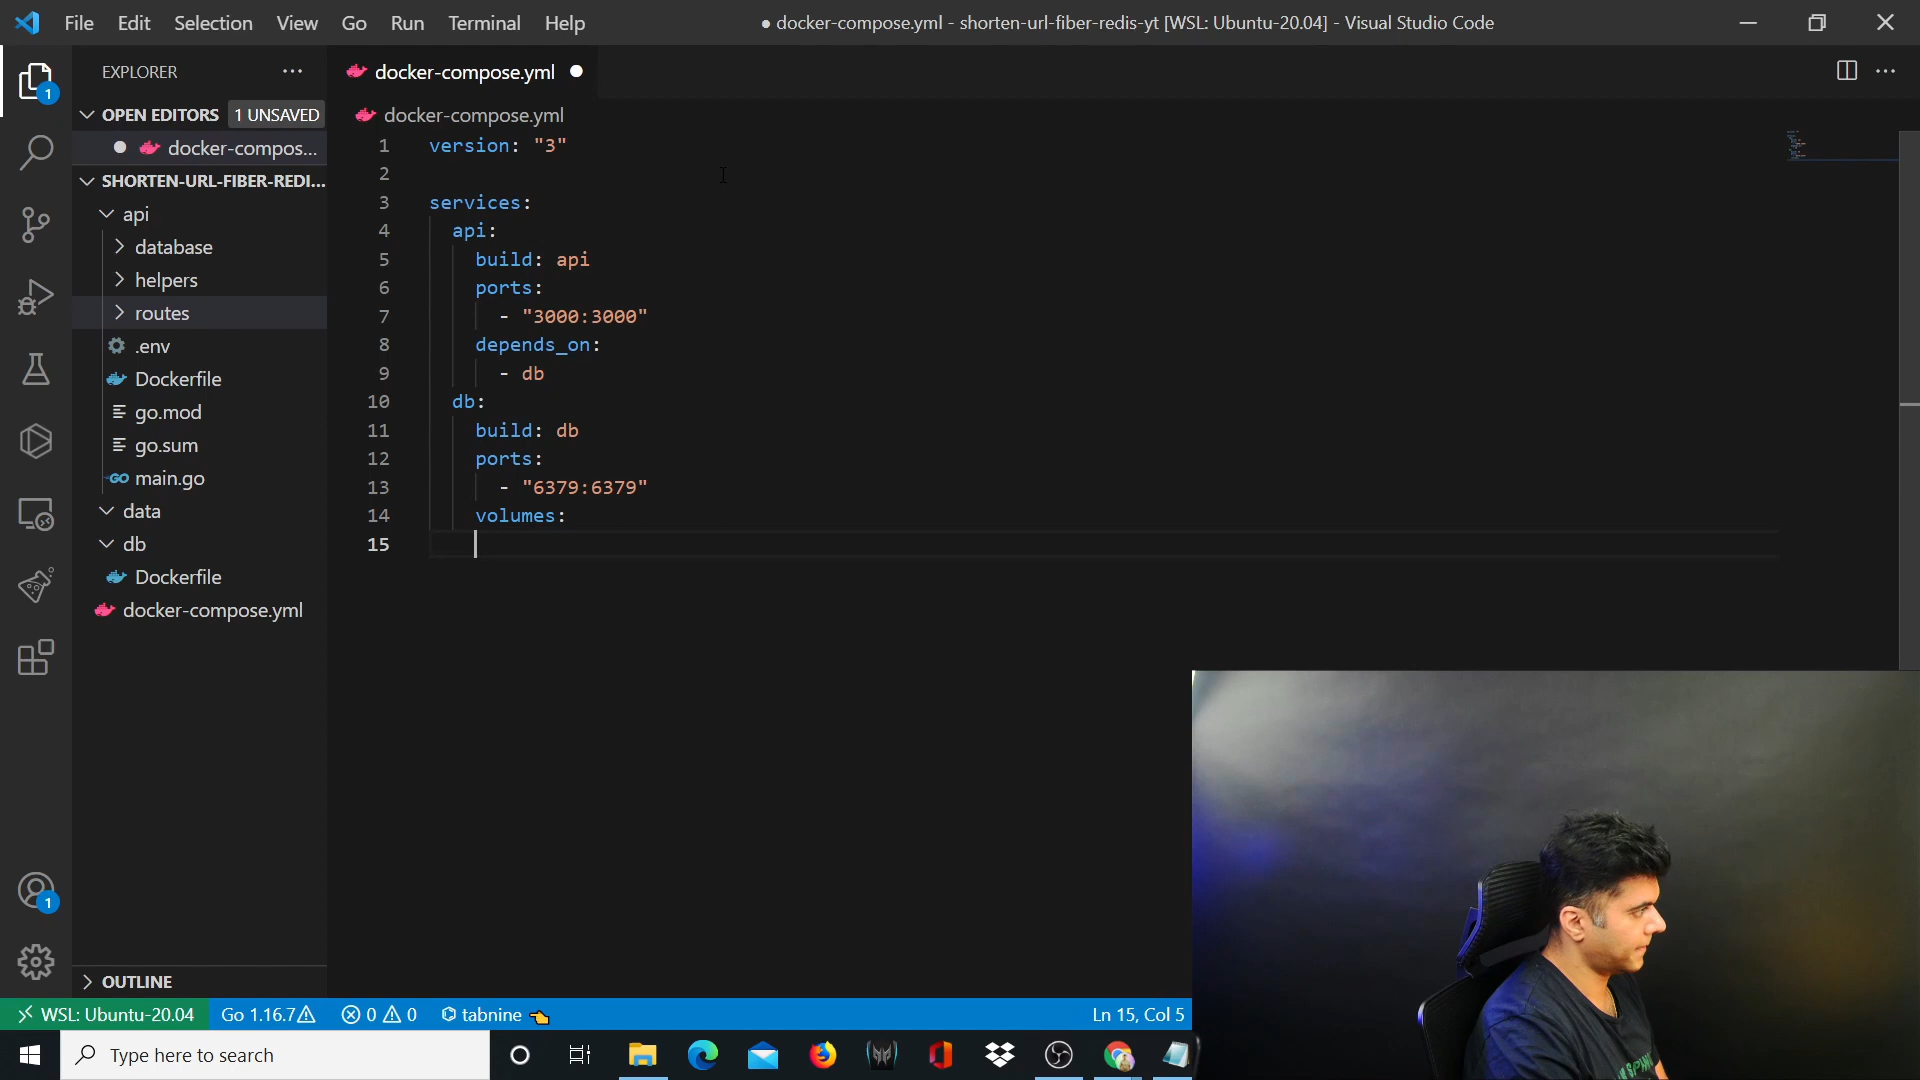 File Edit Selection View Go Run Terminal Help
● docker-compose.yml - shorten-url-fiber-redis-yt [WSL: Ubuntu-20.04] - Visual Studio Code
EXPLORER
docker-compose.yml
1
OPEN EDITORS 1 UNSAVED
docker-compos...
SHORTEN-URL-FIBER-REDI...
api
database
helpers
routes
.env
Dockerfile
go.mod
go.sum
main.go
data
db
Dockerfile
docker-compose.yml
OUTLINE
1
docker-compose.yml
1 version: "3"
2
3 services:
4 api:
5 build: api
6 ports:
7 - "3000:3000"
8 depends_on:
9 - db
10 db:
11 build: db
12 ports:
13 - "6379:6379"
14 volumes:
15
WSL: Ubuntu-20.04 Go 1.16.7 0 0 tabnine Ln 15, Col 5
Type here to search